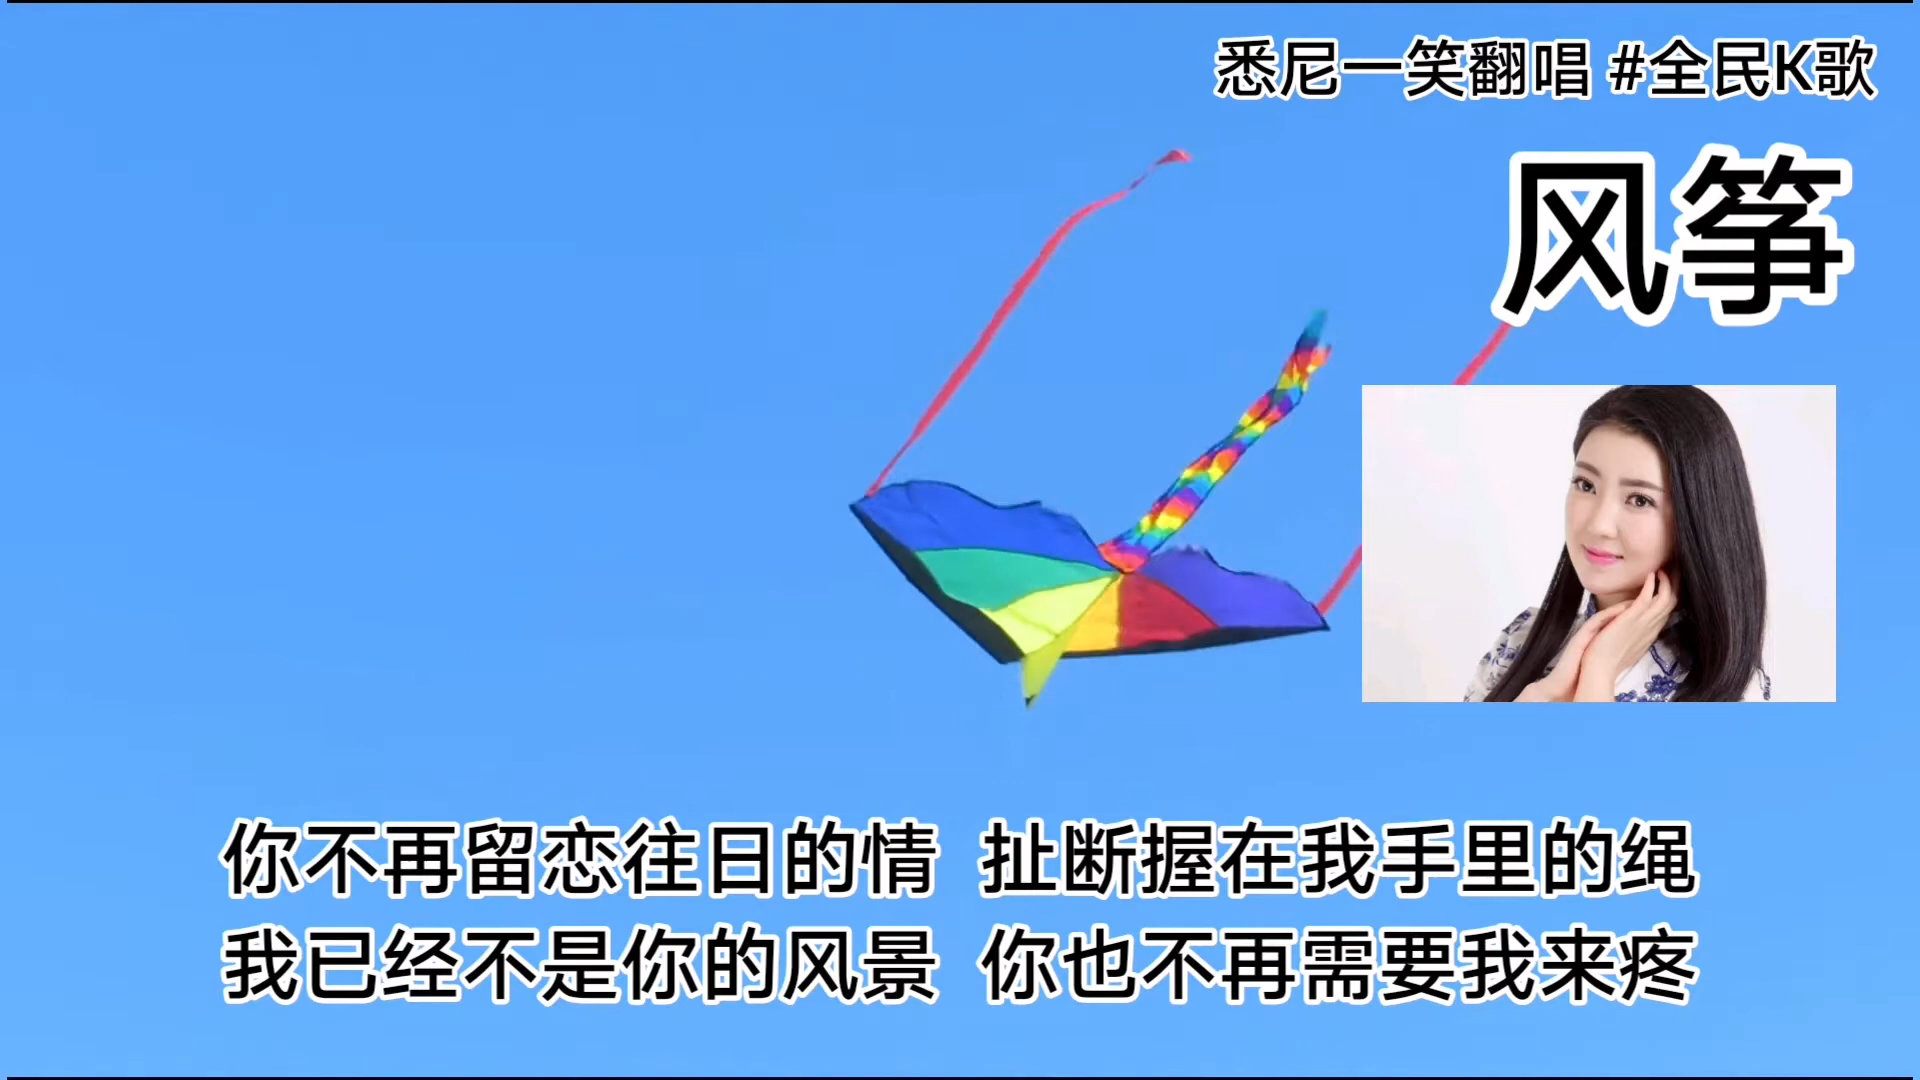 悉尼一笑翻唱 #全民K歌
风筝
你不再留恋往日的情 扯断握在我手里的绳
我已经不是你的风景 你也不再需要我来疼